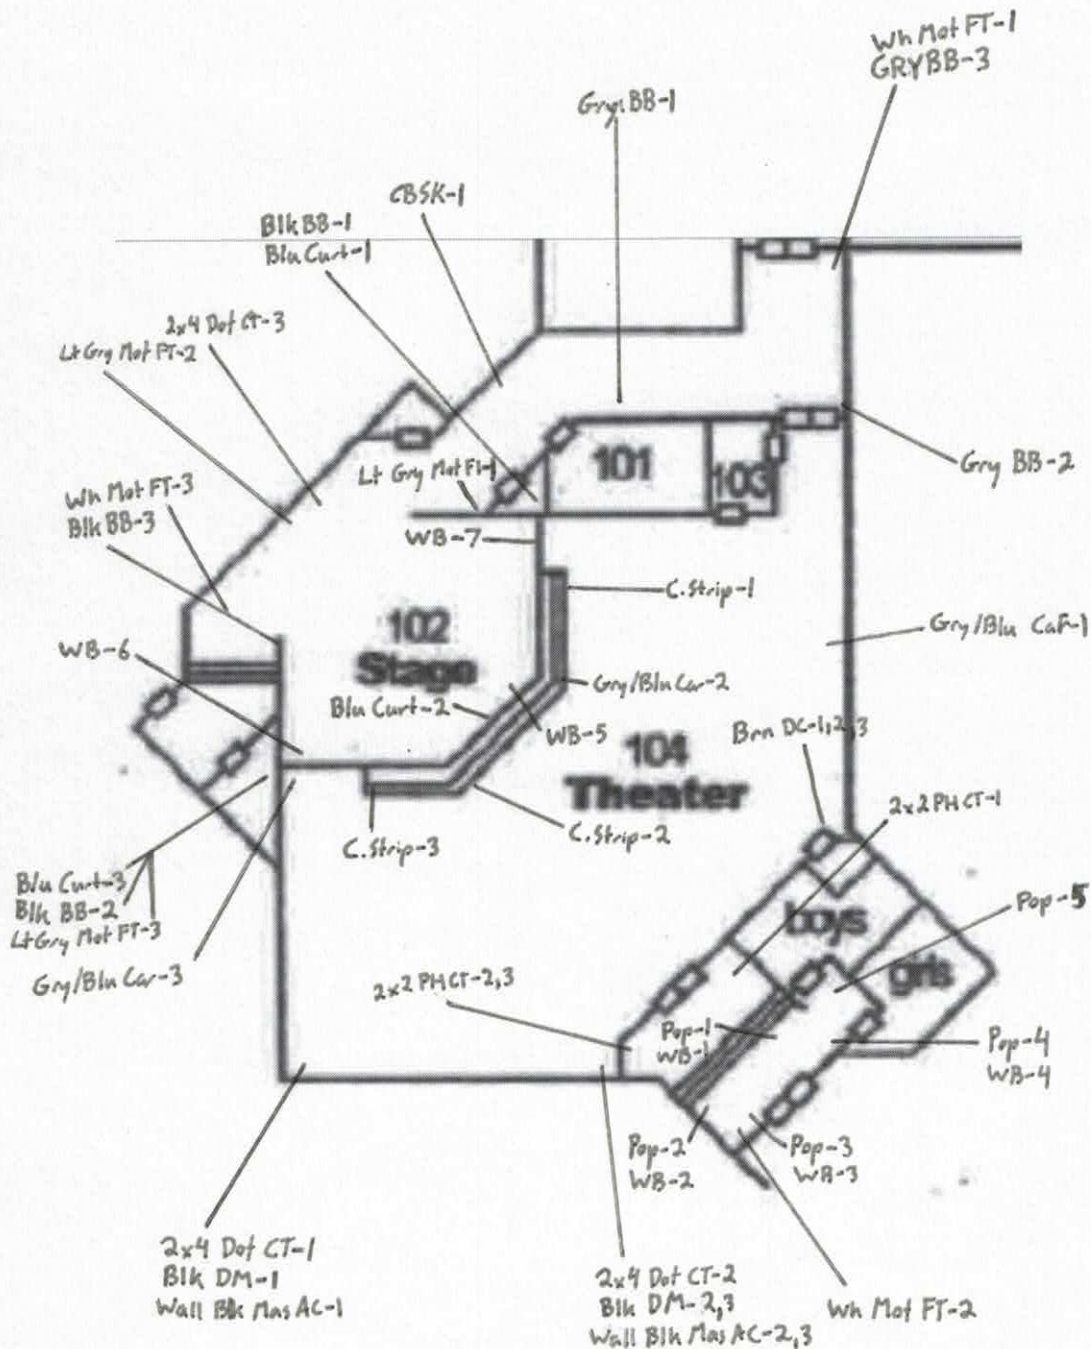 Wh Mot FT-1
GRYBB-3
Gry BB-1
CBSK-1
Blk BB-1
Blu Curt-1
2x4 Dot CT-3
Lt Gry Mot FT-2
101
103
Lt Gry Mot FT-1
Gry BB-2
Wh Mot FT-3
Blk BB-3
WB-7
C.Strip-1
102
Stage
Gry/Blu Car-1
WB-6
Gry/Blu Car-2
Blu Curt-2
WB-5
104
Theater
Brn DC-1,2,3
2x2 PHCT-1
C.Strip-3
C.Strip-2
Blu Curt-3
Blk BB-2
Lt Gry Mot FT-3
Pop-5
boys
girls
Gry/Blu Car-3
2x2 PHCT-2,3
Pop-1
WB-1
Pop-4
WB-4
Pop-2
WB-2
Pop-3
WB-3
2x4 Dot CT-1
Blk DM-1
Wall Blk Mas AC-1
2x4 Dot CT-2
Blk DM-2,3
Wall Blk Mas AC-2,3
Wh Mot FT-2